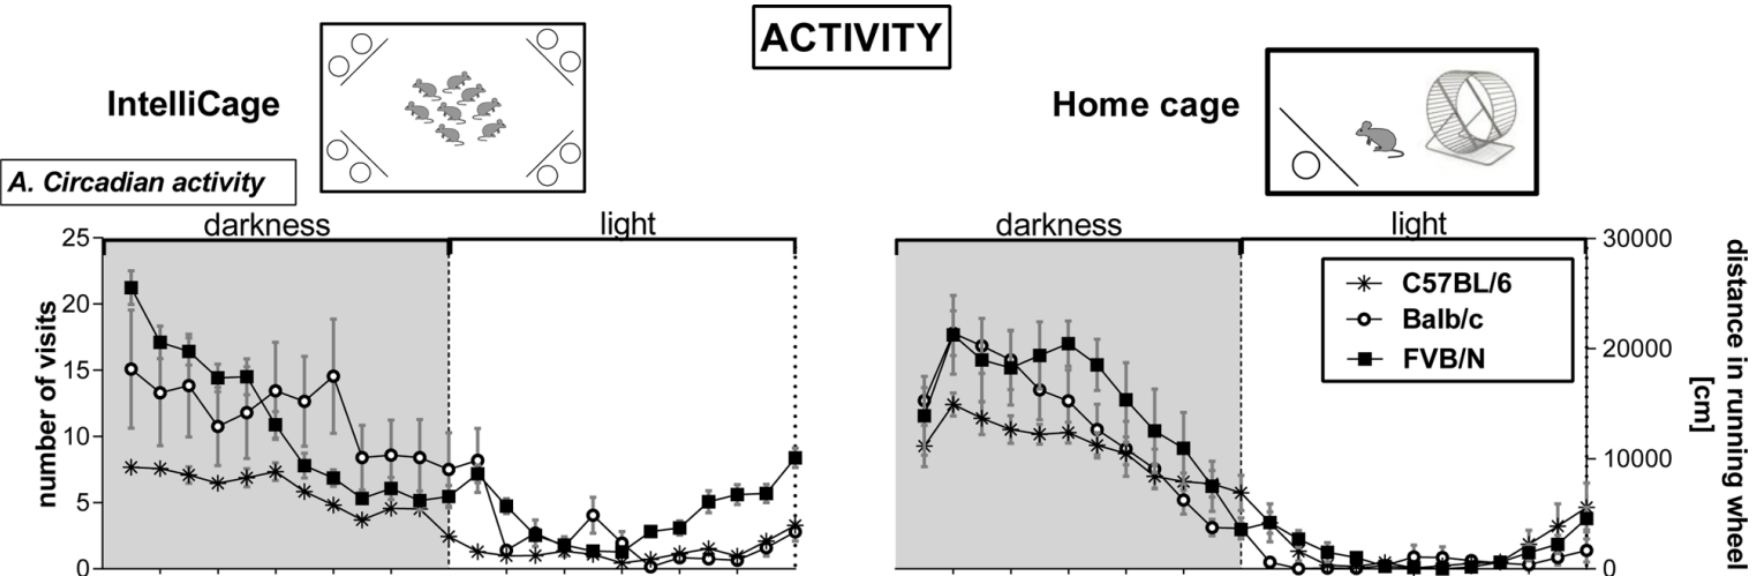 ACTIVITY
IntelliCage
Home cage
A. Circadian activity
darkness
light
darkness
light
25
20
15
10
5
0
number of visits
C57BL/6
Balb/c
FVB/N
30000
20000
10000
0
distance in running wheel
[cm]